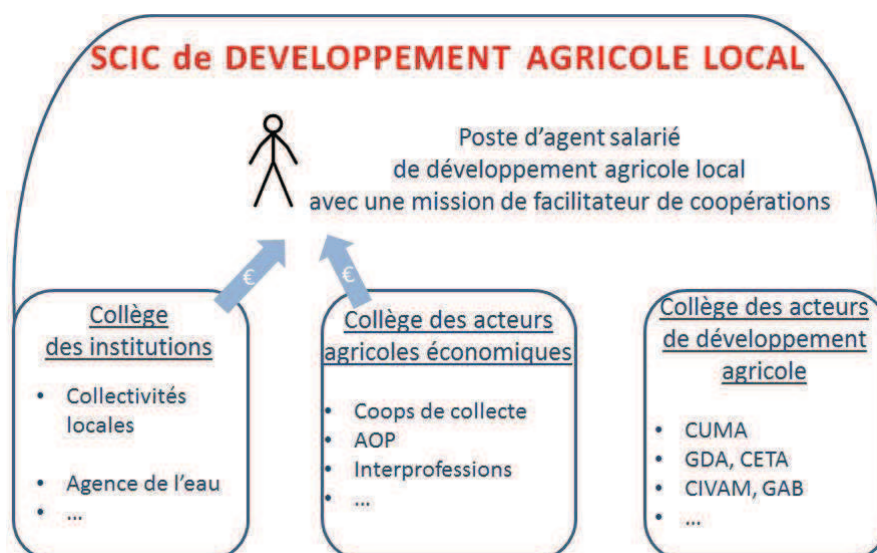 SCIC de DEVELOPPEMENT AGRICOLE LOCAL
Poste d'agent salarié
de développement agricole local
avec une mission de facilitateur de coopérations
€
€
Collège
des institutions
• Collectivités
locales
• Agence de l'eau
• ...
Collège des acteurs
agricoles économiques
• Coops de collecte
• AOP
• Interprofessions
• ...
Collège des acteurs
de développement
agricole
• CUMA
• GDA, CETA
• CIVAM, GAB
• ...